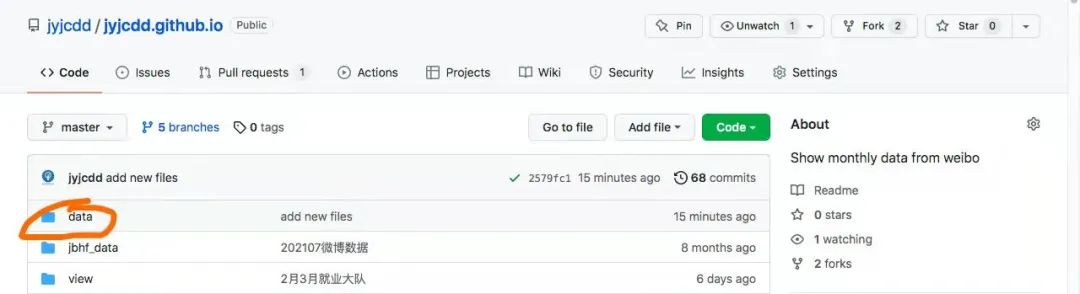 jyjcdd / jyjcdd.github.io Public Pin Unwatch 1 Fork 2 Star 0
Code Issues Pull requests 1 Actions Projects Wiki Security Insights Settings
master 5 branches 0 tags Go to file Add file Code About
Show monthly data from weibo
jyjcdd add new files 2579fc1 15 minutes ago 68 commits
Readme
data add new files 15 minutes ago
0 stars
1 watching
jbhf_data 202107微博数据 8 months ago
2 forks
view 2月3月就业大队 6 days ago